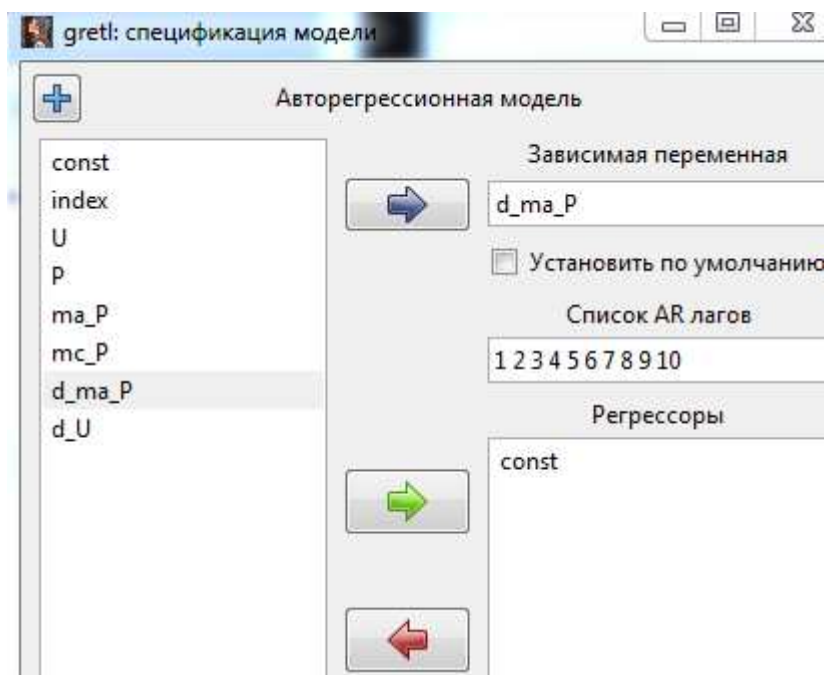 gretl: спецификация модели
Авторегрессионная модель
const
index
U
P
ma_P
mc_P
d_ma_P
d_U
Зависимая переменная
d_ma_P
Установить по умолчанию
Список AR лагов
1 2 3 4 5 6 7 8 9 10
Регрессоры
const